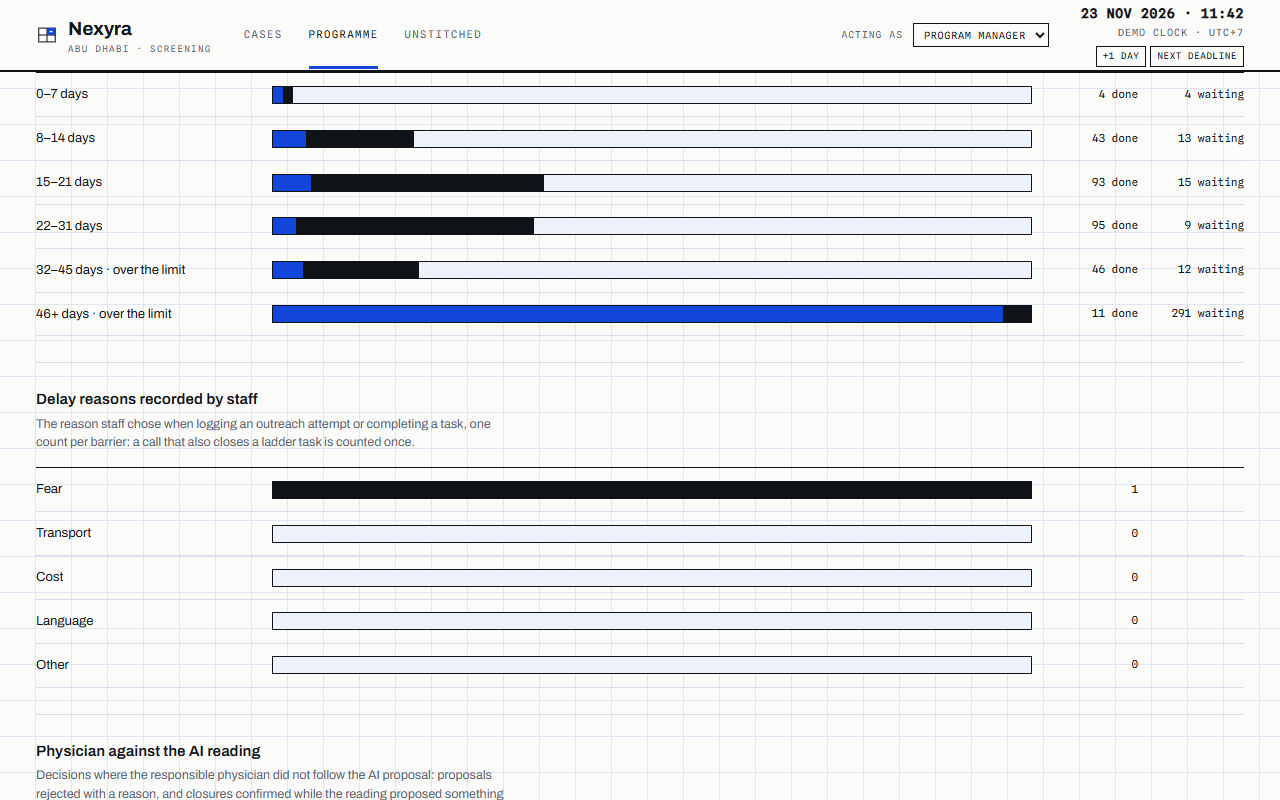 Nexyra
ABU DHABI · SCREENING
CASES
PROGRAMME
UNSTITCHED
ACTING AS
PROGRAM MANAGER
23 NOV 2026 · 11:42
DEMO CLOCK · UTC+7
+1 DAY
NEXT DEADLINE
0–7 days 4 done 4 waiting
8–14 days 43 done 13 waiting
15–21 days 93 done 15 waiting
22–31 days 95 done 9 waiting
32–45 days · over the limit 46 done 12 waiting
46+ days · over the limit 11 done 291 waiting
Delay reasons recorded by staff
The reason staff chose when logging an outreach attempt or completing a task, one
count per barrier: a call that also closes a ladder task is counted once.
Fear 1
Transport 0
Cost 0
Language 0
Other 0
Physician against the AI reading
Decisions where the responsible physician did not follow the AI proposal: proposals
rejected with a reason, and closures confirmed while the reading proposed something